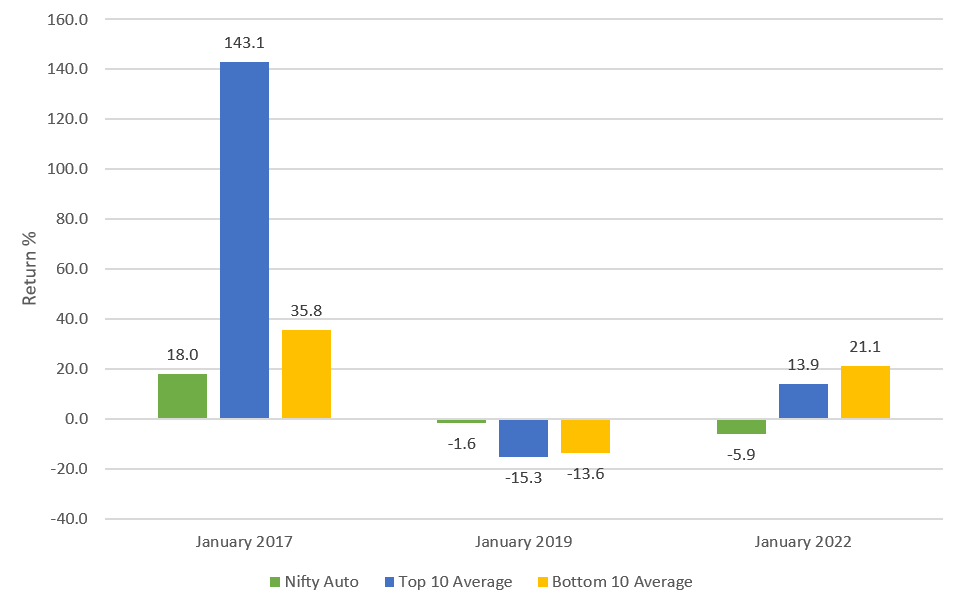 160.0
143.1
140.0
120.0
100.0
80.0
Return %
60.0
35.8
40.0
18.0
21.1
13.9
20.0
0.0
-1.6
-5.9
-15.3
-13.6
-20.0
-40.0
January 2017
January 2019
January 2022
Nifty Auto
Top 10 Average
Bottom 10 Average